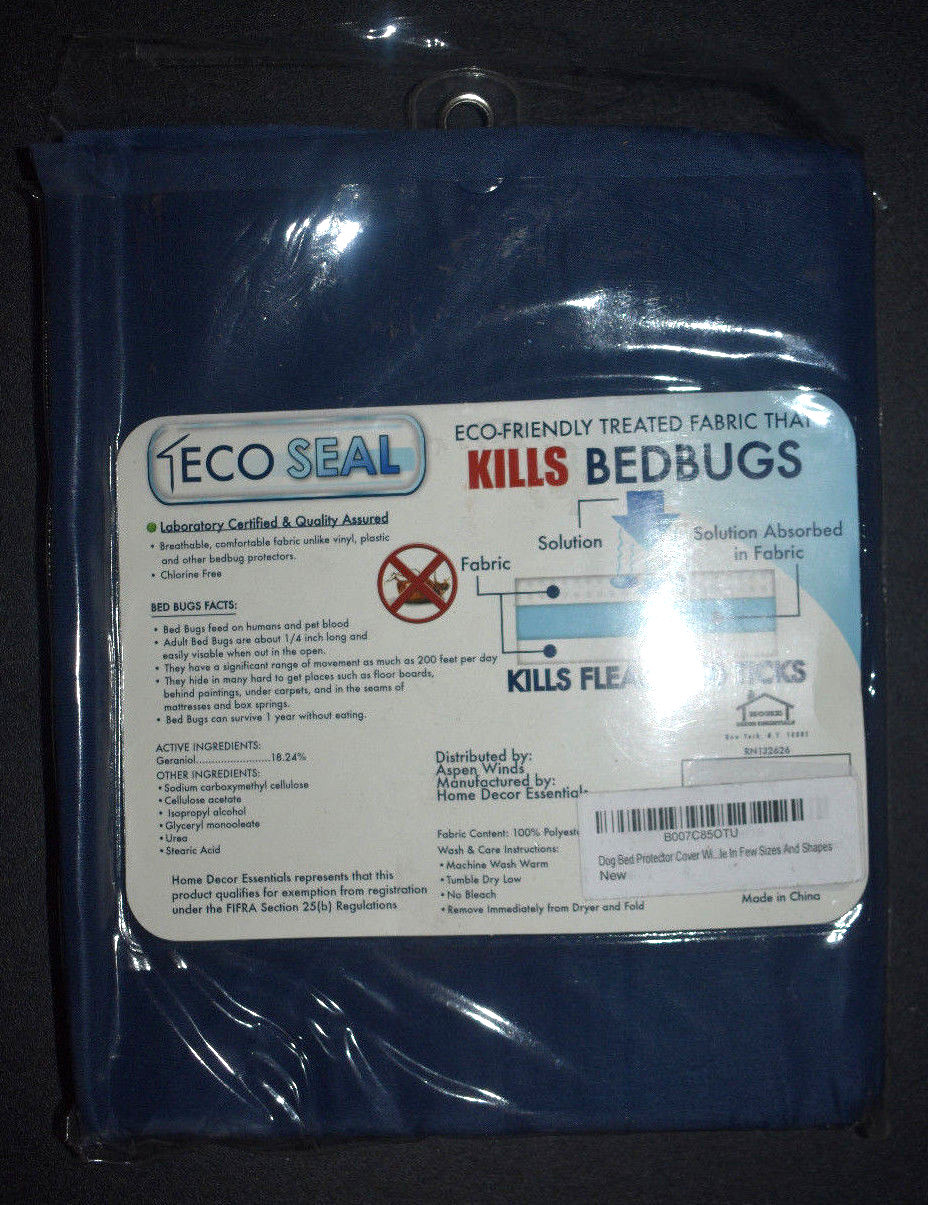 ECO SEAL
ECO-FRIENDLY TREATED FABRIC THAT
KILLS BEDBUGS
Laboratory Certified & Quality Assured
• Breathable, comfortable fabric unlike vinyl, plastic
and other bedbug protectors.
• Chlorine Free
Solution
Solution Absorbed
in Fabric
Fabric
KILLS FLEA TICKS
BED BUGS FACTS:
• Bed Bugs feed on humans and pet blood
• Adult Bed Bugs are about 1/4 inch long and
easily visable when out in the open.
• They have a significant range of movement as much as 200 feet per day
• They hide in many hard to get places such as floor boards,
behind paintings, under carpets, and in the seams of
mattresses and box springs.
• Bed Bugs can survive 1 year without eating.
ACTIVE INGREDIENTS:
Geraniol.........................18.24%
OTHER INGREDIENTS:
• Sodium carboxymethyl cellulose
• Cellulose acetate
• Isopropyl alcohol
• Glyceryl monooleate
• Urea
• Stearic Acid
Home Decor Essentials represents that this
product qualifies for exemption from registration
under the FIFRA Section 25(b) Regulations
Distributed by:
Aspen Winds
Manufactured by:
Home Decor Essentials
Fabric Content: 100% Polyest
Wash & Care Instructions:
• Machine Wash Warm
• Tumble Dry Low
• No Bleach
• Remove Immediately from Dryer and Fold
HOME
DECOR ESSENTIALS
New York, N.Y.
RN132626
B007C85OTU
Dog Bed Protector Cover Wi...le In Few Sizes And Shapes
New
Made in China